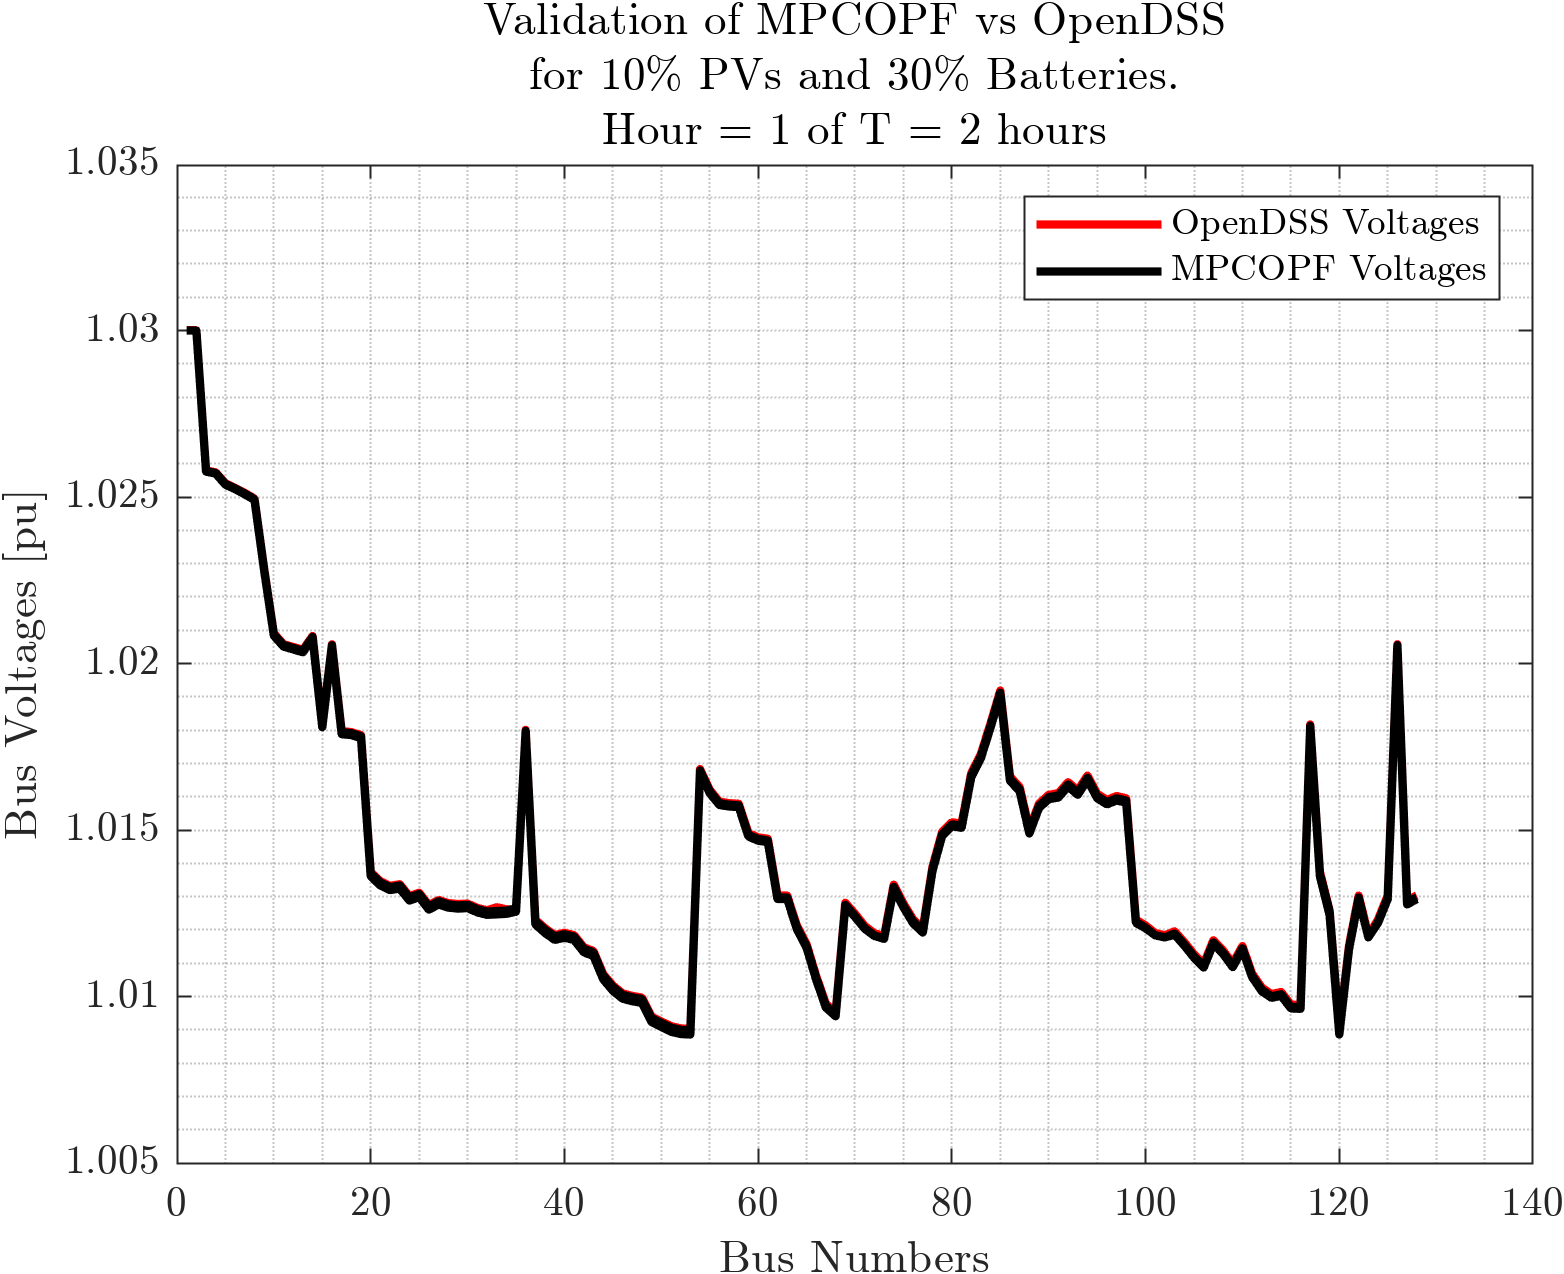 Validation of MPCOPF vs OpenDSS
for 10% PVs and 30% Batteries.
Hour = 1 of T = 2 hours
OpenDSS Voltages
MPCOPF Voltages
Bus Voltages [pu]
1.035
1.03
1.025
1.02
1.015
1.01
1.005
0 20 40 60 80 100 120 140
Bus Numbers